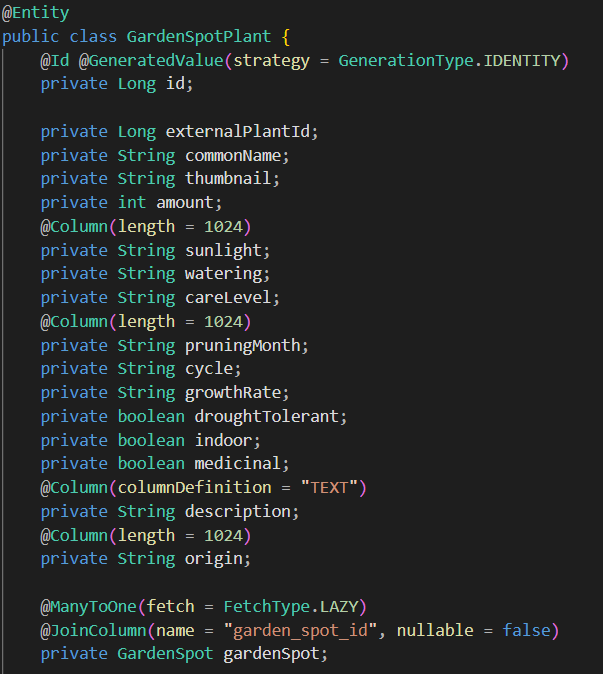 @Entity
public class GardenSpotPlant {
@Id @GeneratedValue(strategy = GenerationType.IDENTITY)
private Long id;
private Long externalPlantId;
private String commonName;
private String thumbnail;
private int amount;
@Column(length = 1024)
private String sunlight;
private String watering;
private String careLevel;
@Column(length = 1024)
private String pruningMonth;
private String cycle;
private String growthRate;
private boolean droughtTolerant;
private boolean indoor;
private boolean medicinal;
@Column(columnDefinition = "TEXT")
private String description;
@Column(length = 1024)
private String origin;
@ManyToOne(fetch = FetchType.LAZY)
@JoinColumn(name = "garden_spot_id", nullable = false)
private GardenSpot gardenSpot;